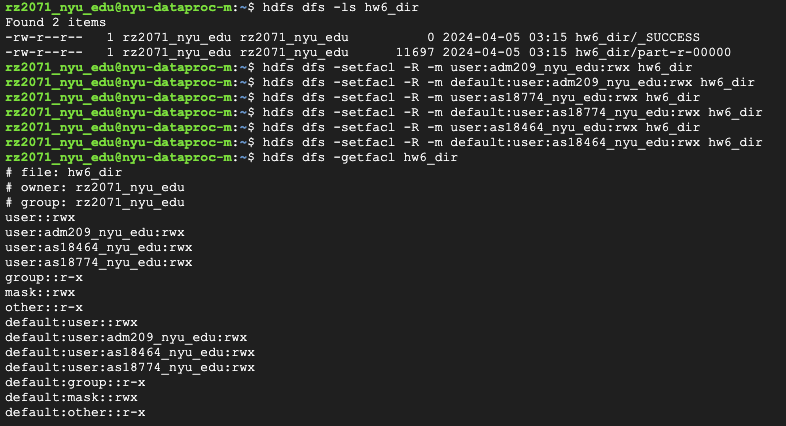 rz2071_nyu_edu@nyu-dataproc-m:~$ hdfs dfs -ls hw6_dir
Found 2 items
-rw-r--r--   1 rz2071_nyu_edu rz2071_nyu_edu          0 2024-04-05 03:15 hw6_dir/_SUCCESS
-rw-r--r--   1 rz2071_nyu_edu rz2071_nyu_edu      11697 2024-04-05 03:15 hw6_dir/part-r-00000
rz2071_nyu_edu@nyu-dataproc-m:~$ hdfs dfs -setfacl -R -m user:adm209_nyu_edu:rwx hw6_dir
rz2071_nyu_edu@nyu-dataproc-m:~$ hdfs dfs -setfacl -R -m default:user:adm209_nyu_edu:rwx hw6_dir
rz2071_nyu_edu@nyu-dataproc-m:~$ hdfs dfs -setfacl -R -m user:as18774_nyu_edu:rwx hw6_dir
rz2071_nyu_edu@nyu-dataproc-m:~$ hdfs dfs -setfacl -R -m default:user:as18774_nyu_edu:rwx hw6_dir
rz2071_nyu_edu@nyu-dataproc-m:~$ hdfs dfs -setfacl -R -m user:as18464_nyu_edu:rwx hw6_dir
rz2071_nyu_edu@nyu-dataproc-m:~$ hdfs dfs -setfacl -R -m default:user:as18464_nyu_edu:rwx hw6_dir
rz2071_nyu_edu@nyu-dataproc-m:~$ hdfs dfs -getfacl hw6_dir
# file: hw6_dir
# owner: rz2071_nyu_edu
# group: rz2071_nyu_edu
user::rwx
user:adm209_nyu_edu:rwx
user:as18464_nyu_edu:rwx
user:as18774_nyu_edu:rwx
group::r-x
mask::rwx
other::r-x
default:user::rwx
default:user:adm209_nyu_edu:rwx
default:user:as18464_nyu_edu:rwx
default:user:as18774_nyu_edu:rwx
default:group::r-x
default:mask::rwx
default:other::r-x